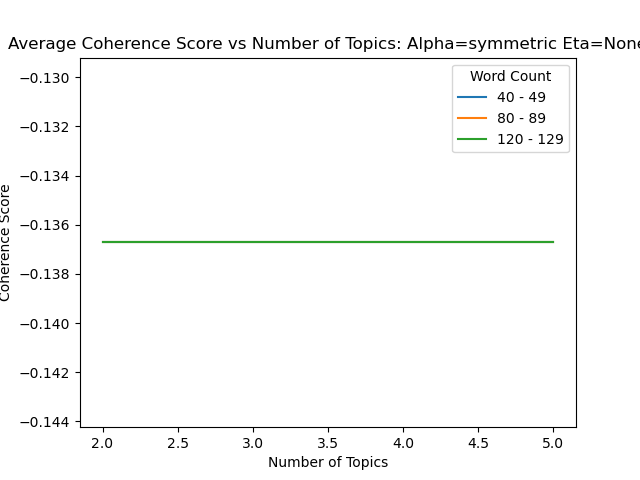 Average Coherence Score vs Number of Topics: Alpha=symmetric Eta=None
Word Count
40 - 49
80 - 89
120 - 129
−0.130
−0.132
−0.134
−0.136
−0.138
−0.140
−0.142
−0.144
Coherence Score
2.0 2.5 3.0 3.5 4.0 4.5 5.0
Number of Topics